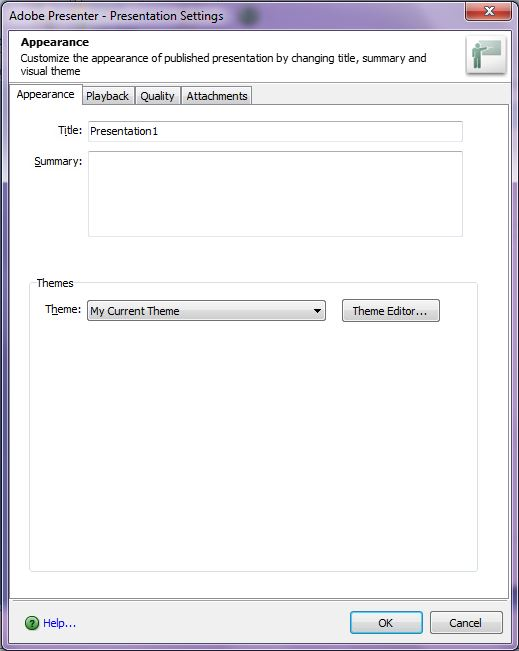 Adobe Presenter - Presentation Settings
Appearance
Customize the appearance of published presentation by changing title, summary and
visual theme
Appearance Playback Quality Attachments
Title: Presentation1
Summary:
Themes
Theme: My Current Theme Theme Editor...
? Help... OK Cancel